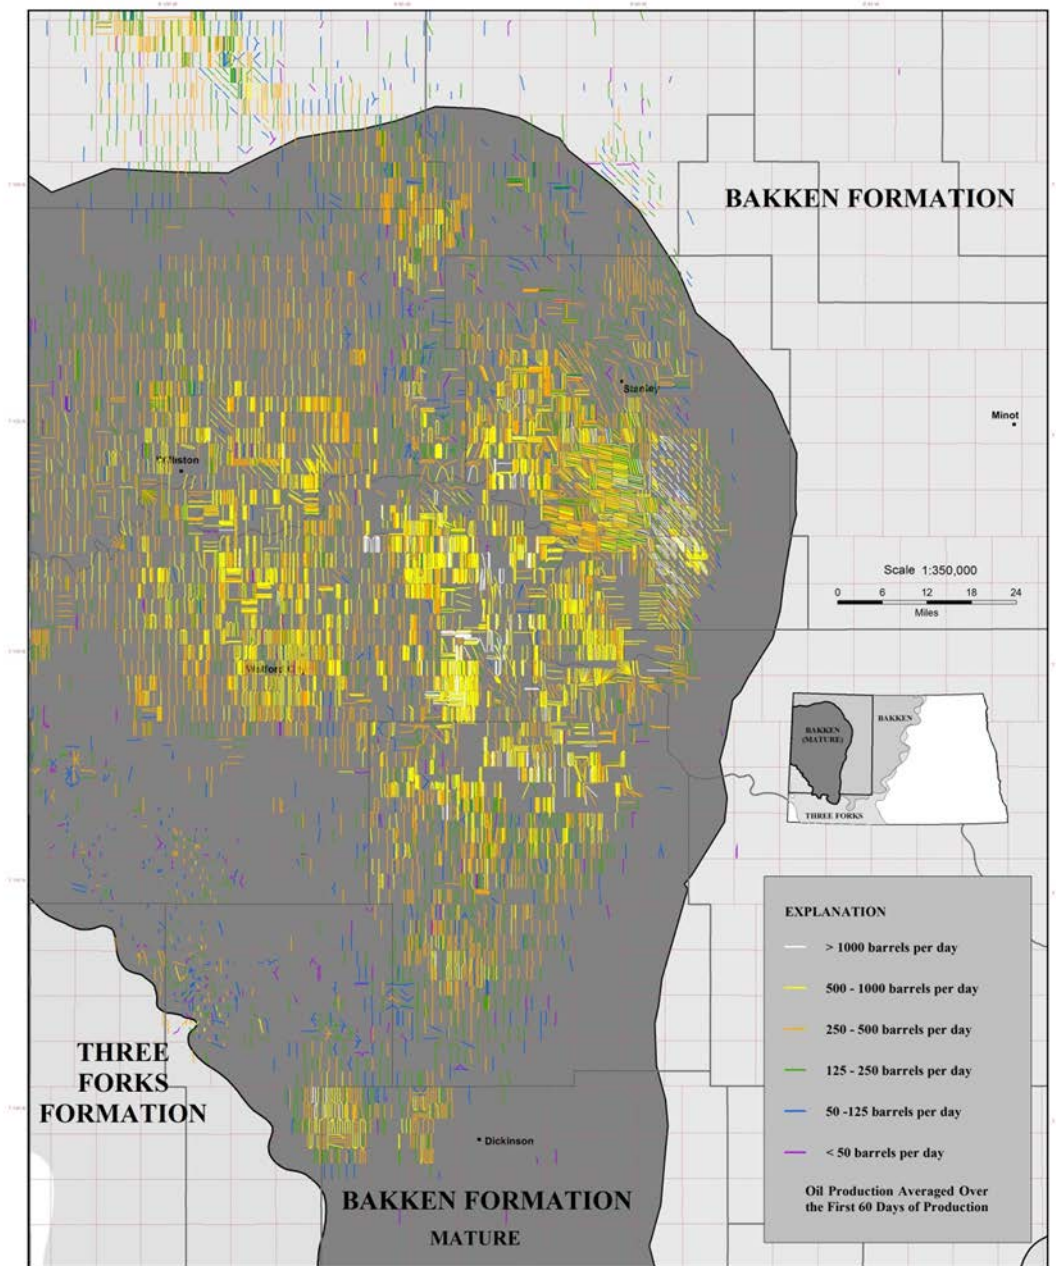 BAKKEN FORMATION
Stanley
Minot
Williston
Scale 1:350,000
0 6 12 18 24
Miles
Watford City
BAKKEN
BAKKEN
(MATURE)
THREE FORKS
EXPLANATION
> 1000 barrels per day
500 - 1000 barrels per day
250 - 500 barrels per day
125 - 250 barrels per day
50 -125 barrels per day
< 50 barrels per day
Oil Production Averaged Over
the First 60 Days of Production
THREE
FORKS
FORMATION
Dickinson
BAKKEN FORMATION
MATURE